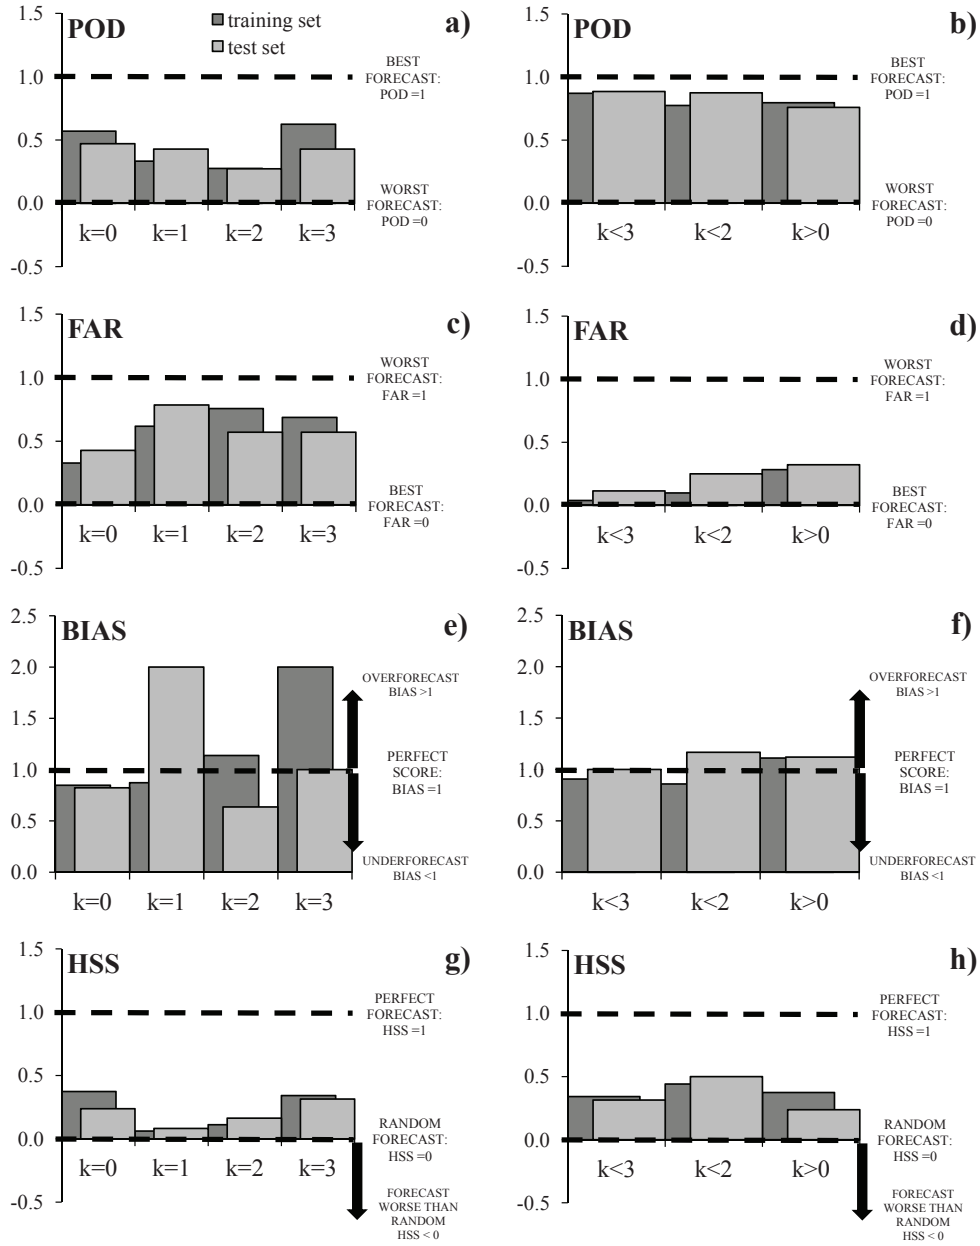 POD
a)
training set
test set
1.5
1.0
0.5
0.0
-0.5
BEST
FORECAST:
POD =1
WORST
FORECAST:
POD =0
k=0
k=1
k=2
k=3
POD
b)
1.5
1.0
0.5
0.0
-0.5
BEST
FORECAST:
POD =1
WORST
FORECAST:
POD =0
k<3
k<2
k>0
FAR
c)
1.5
1.0
0.5
0.0
-0.5
WORST
FORECAST:
FAR =1
BEST
FORECAST:
FAR =0
k=0
k=1
k=2
k=3
FAR
d)
1.5
1.0
0.5
0.0
-0.5
WORST
FORECAST:
FAR =1
BEST
FORECAST:
FAR =0
k<3
k<2
k>0
BIAS
e)
2.5
2.0
1.5
1.0
0.5
0.0
OVERFORECAST
BIAS >1
PERFECT
SCORE:
BIAS =1
UNDERFORECAST
BIAS <1
k=0
k=1
k=2
k=3
BIAS
f)
2.5
2.0
1.5
1.0
0.5
0.0
OVERFORECAST
BIAS >1
PERFECT
SCORE:
BIAS =1
UNDERFORECAST
BIAS <1
k<3
k<2
k>0
HSS
g)
1.5
1.0
0.5
0.0
-0.5
PERFECT
FORECAST:
HSS =1
RANDOM
FORECAST:
HSS =0
FORECAST
WORSE THAN
RANDOM
HSS < 0
k=0
k=1
k=2
k=3
HSS
h)
1.5
1.0
0.5
0.0
-0.5
PERFECT
FORECAST:
HSS =1
RANDOM
FORECAST:
HSS =0
FORECAST
WORSE THAN
RANDOM
HSS < 0
k<3
k<2
k>0